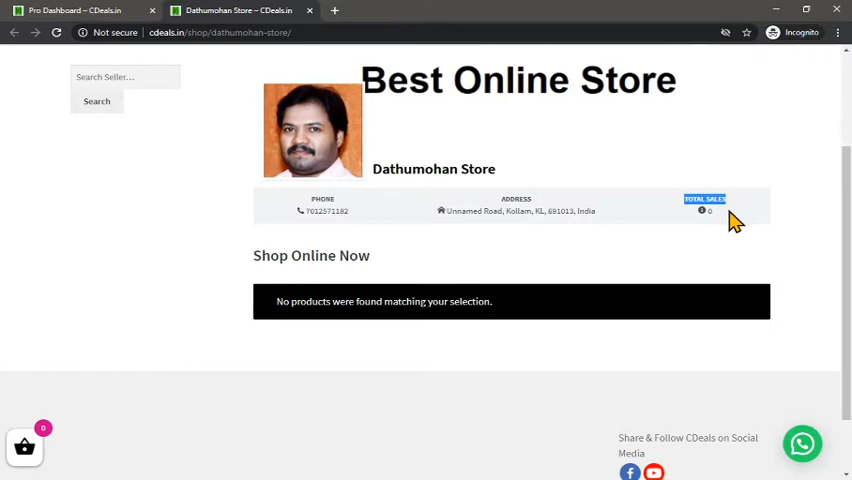 Pro Dashboard – CDeals.in
Dathumohan Store – CDeals.in
Not secure | cdeals.in/shop/dathumohan-store/
Incognito
Search Seller...
Search
Best Online Store
Dathumohan Store
PHONE
7012571182
ADDRESS
Unnamed Road, Kollam, KL, 691013, India
TOTAL SALES
0
Shop Online Now
No products were found matching your selection.
0
Share & Follow CDeals on Social
Media